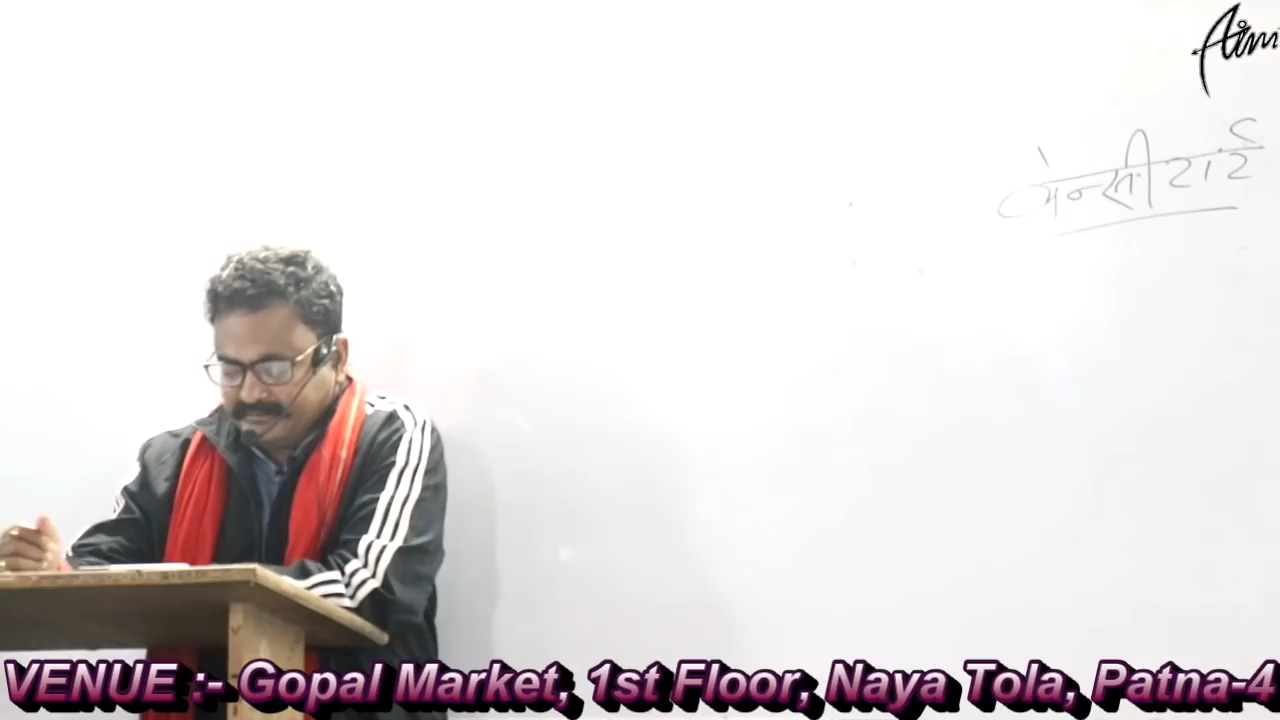 Aim
वेन्सीटार्ट
VENUE :- Gopal Market, 1st Floor, Naya Tola, Patna-4